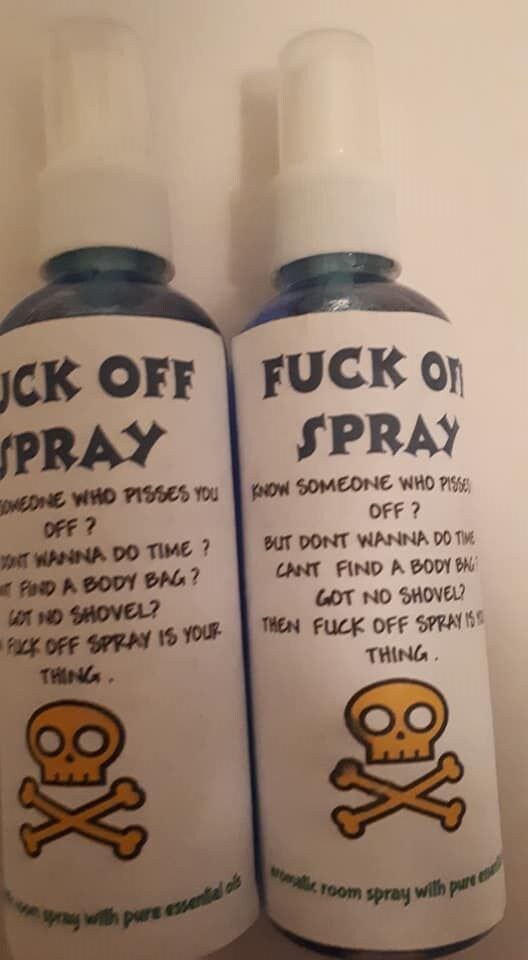 UCK OFF
SPRAY
SOMEONE WHO PISSES YOU
OFF ?
DONT WANNA DO TIME ?
FIND A BODY BAG ?
GOT NO SHOVEL?
FUCK OFF SPRAY IS YOUR
THING .
spray with pure essential oils
FUCK OFF
SPRAY
KNOW SOMEONE WHO PISSES
OFF ?
BUT DONT WANNA DO TIME
CANT FIND A BODY BAG
GOT NO SHOVEL?
THEN FUCK OFF SPRAY IS
THING .
aromatic room spray with pure